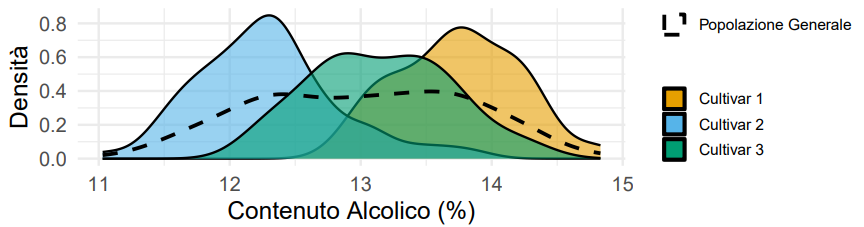 Densità
0.8
0.6
0.4
0.2
0.0
11 12 13 14 15
Contenuto Alcolico (%)
Popolazione Generale
Cultivar 1
Cultivar 2
Cultivar 3